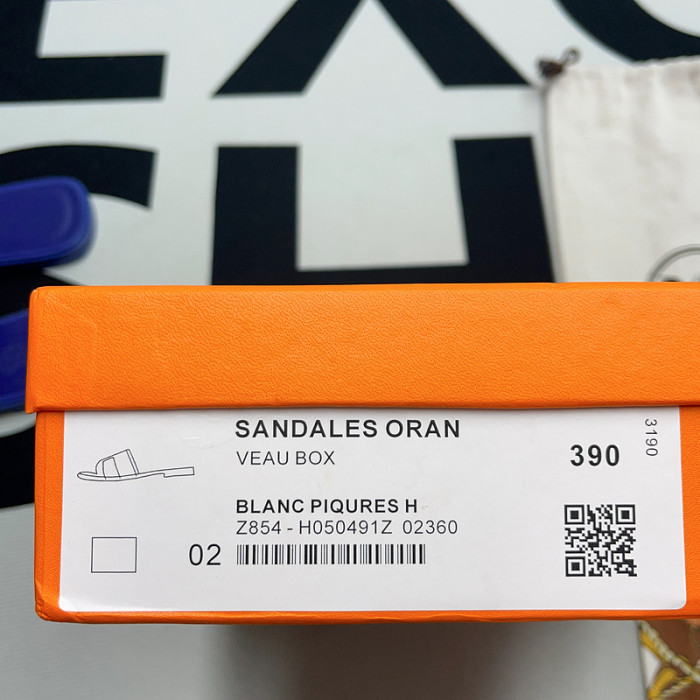 SANDALES ORAN
VEAU BOX
390
3190
BLANC PIQURES H
Z854 - H050491Z 02360
02